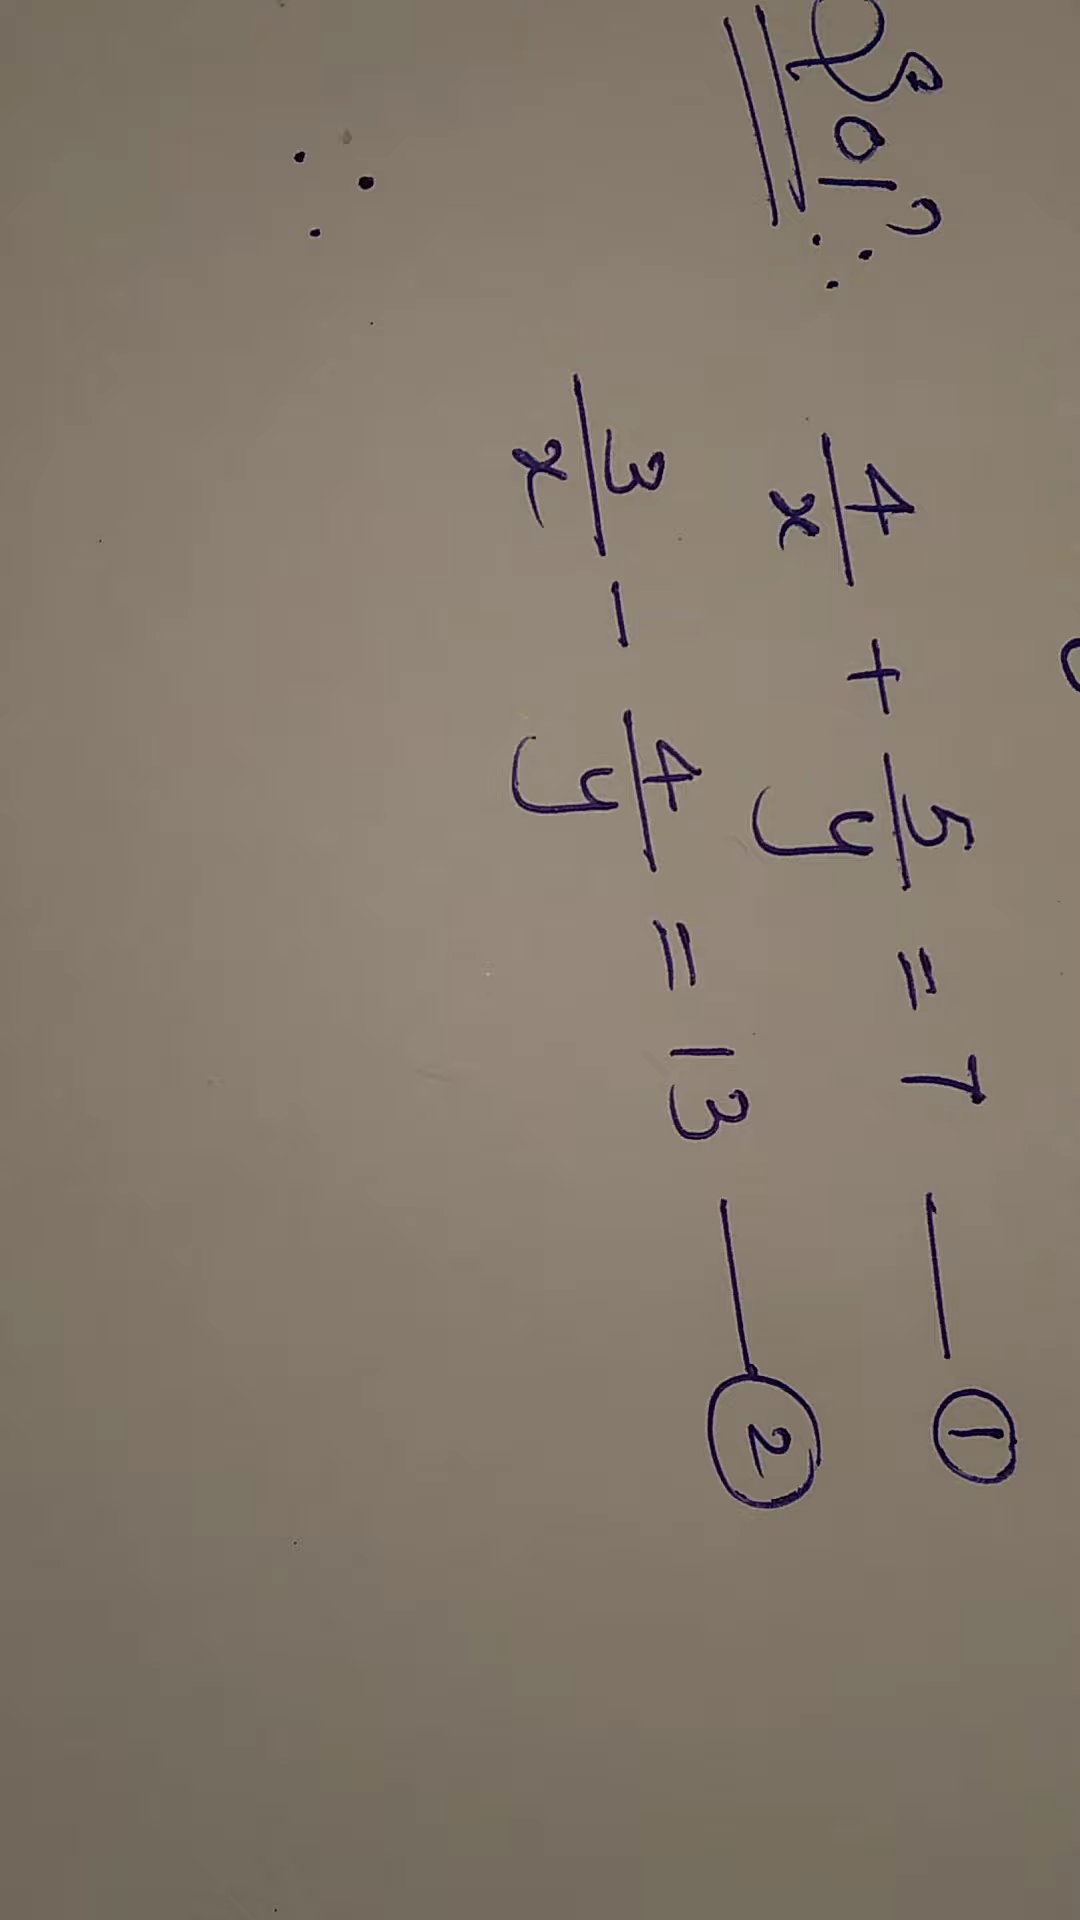 Sol? ∵ 4/x + 5/y = 7 — ①
3/x - 4/y = 13 — ②
∵